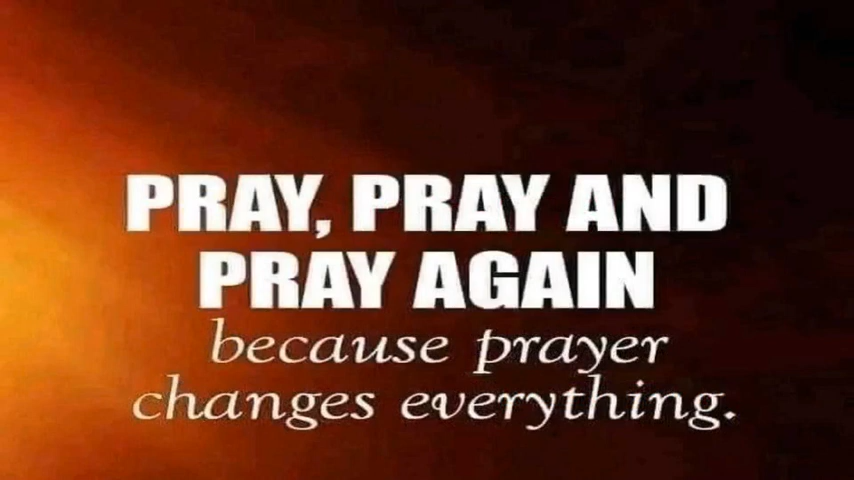 PRAY, PRAY AND
PRAY AGAIN
because prayer
changes everything.